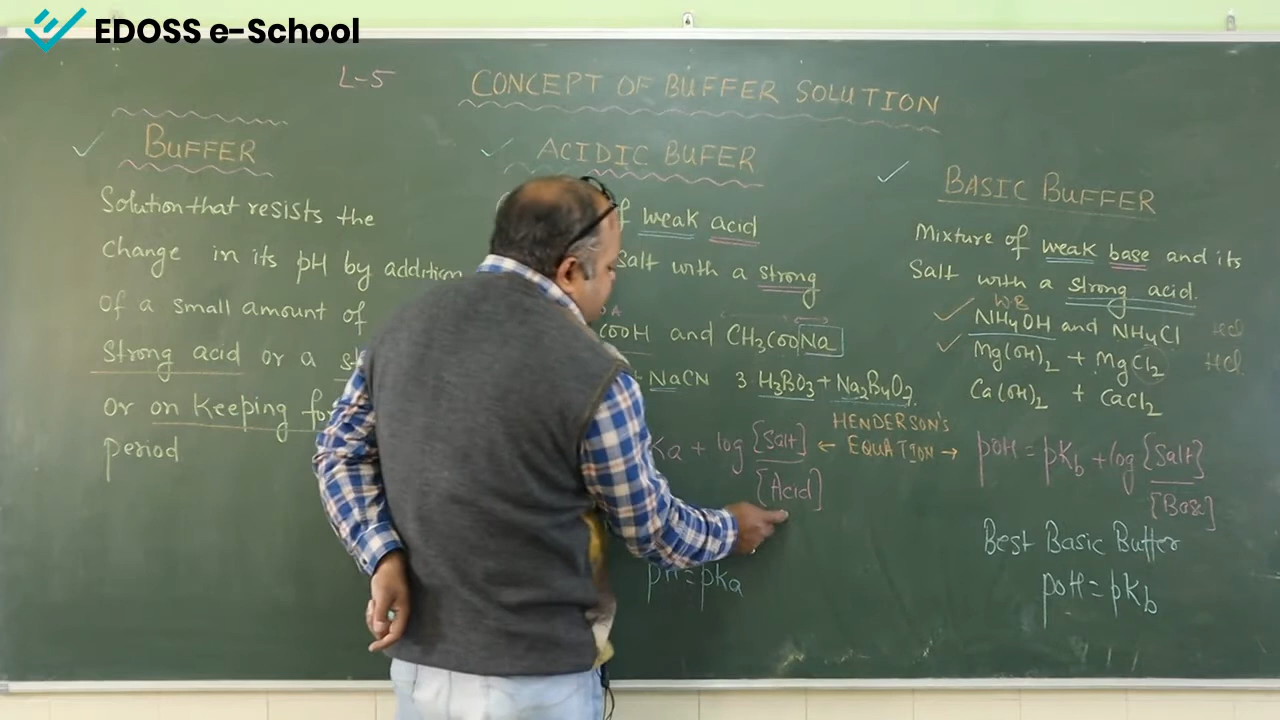 EDOSS e-School
L-5
CONCEPT OF BUFFER SOLUTION
BUFFER
Solution that resists the
change in its pH by addition
of a small amount of
strong acid or a
or on keeping
period
ACIDIC BUFER
weak acid
Salt with a strong
COOH and CH₃COONa
+ NaCN 3 H₃BO₃ + Na₂B₄O₇
Ka + log [Salt]
[Acid]
pH = pKa
← HENDERSON'S
EQUATION →
BASIC BUFFER
Mixture of weak base and its
Salt with a strong acid.
WB
NH₄OH and NH₄Cl HCl
Mg(OH)₂ + MgCl₂ HCl
Ca(OH)₂ + CaCl₂
pOH = pKb + log [Salt]
[Base]
Best Basic Buffer
pOH = pKb